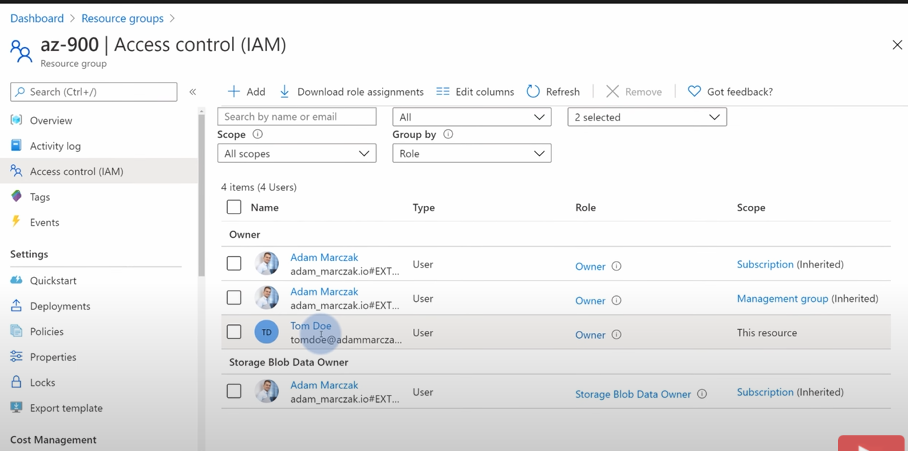 Dashboard > Resource groups >
az-900 | Access control (IAM)
Resource group
Search (Ctrl+/)
«
Add
Download role assignments
Edit columns
Refresh
Remove
Got feedback?
Overview
Activity log
Access control (IAM)
Tags
Events
Settings
Quickstart
Deployments
Policies
Properties
Locks
Export template
Cost Management
Search by name or email
All
2 selected
Scope
Group by
All scopes
Role
4 items (4 Users)
Name Type Role Scope
Owner
Adam Marczak
adam_marczak.io#EXT...
User Owner Subscription (Inherited)
Adam Marczak
adam_marczak.io#EXT...
User Owner Management group (Inherited)
TD
Tom Doe
tomdoe@adammarcza...
User Owner This resource
Storage Blob Data Owner
Adam Marczak
adam_marczak.io#EXT...
User Storage Blob Data Owner Subscription (Inherited)